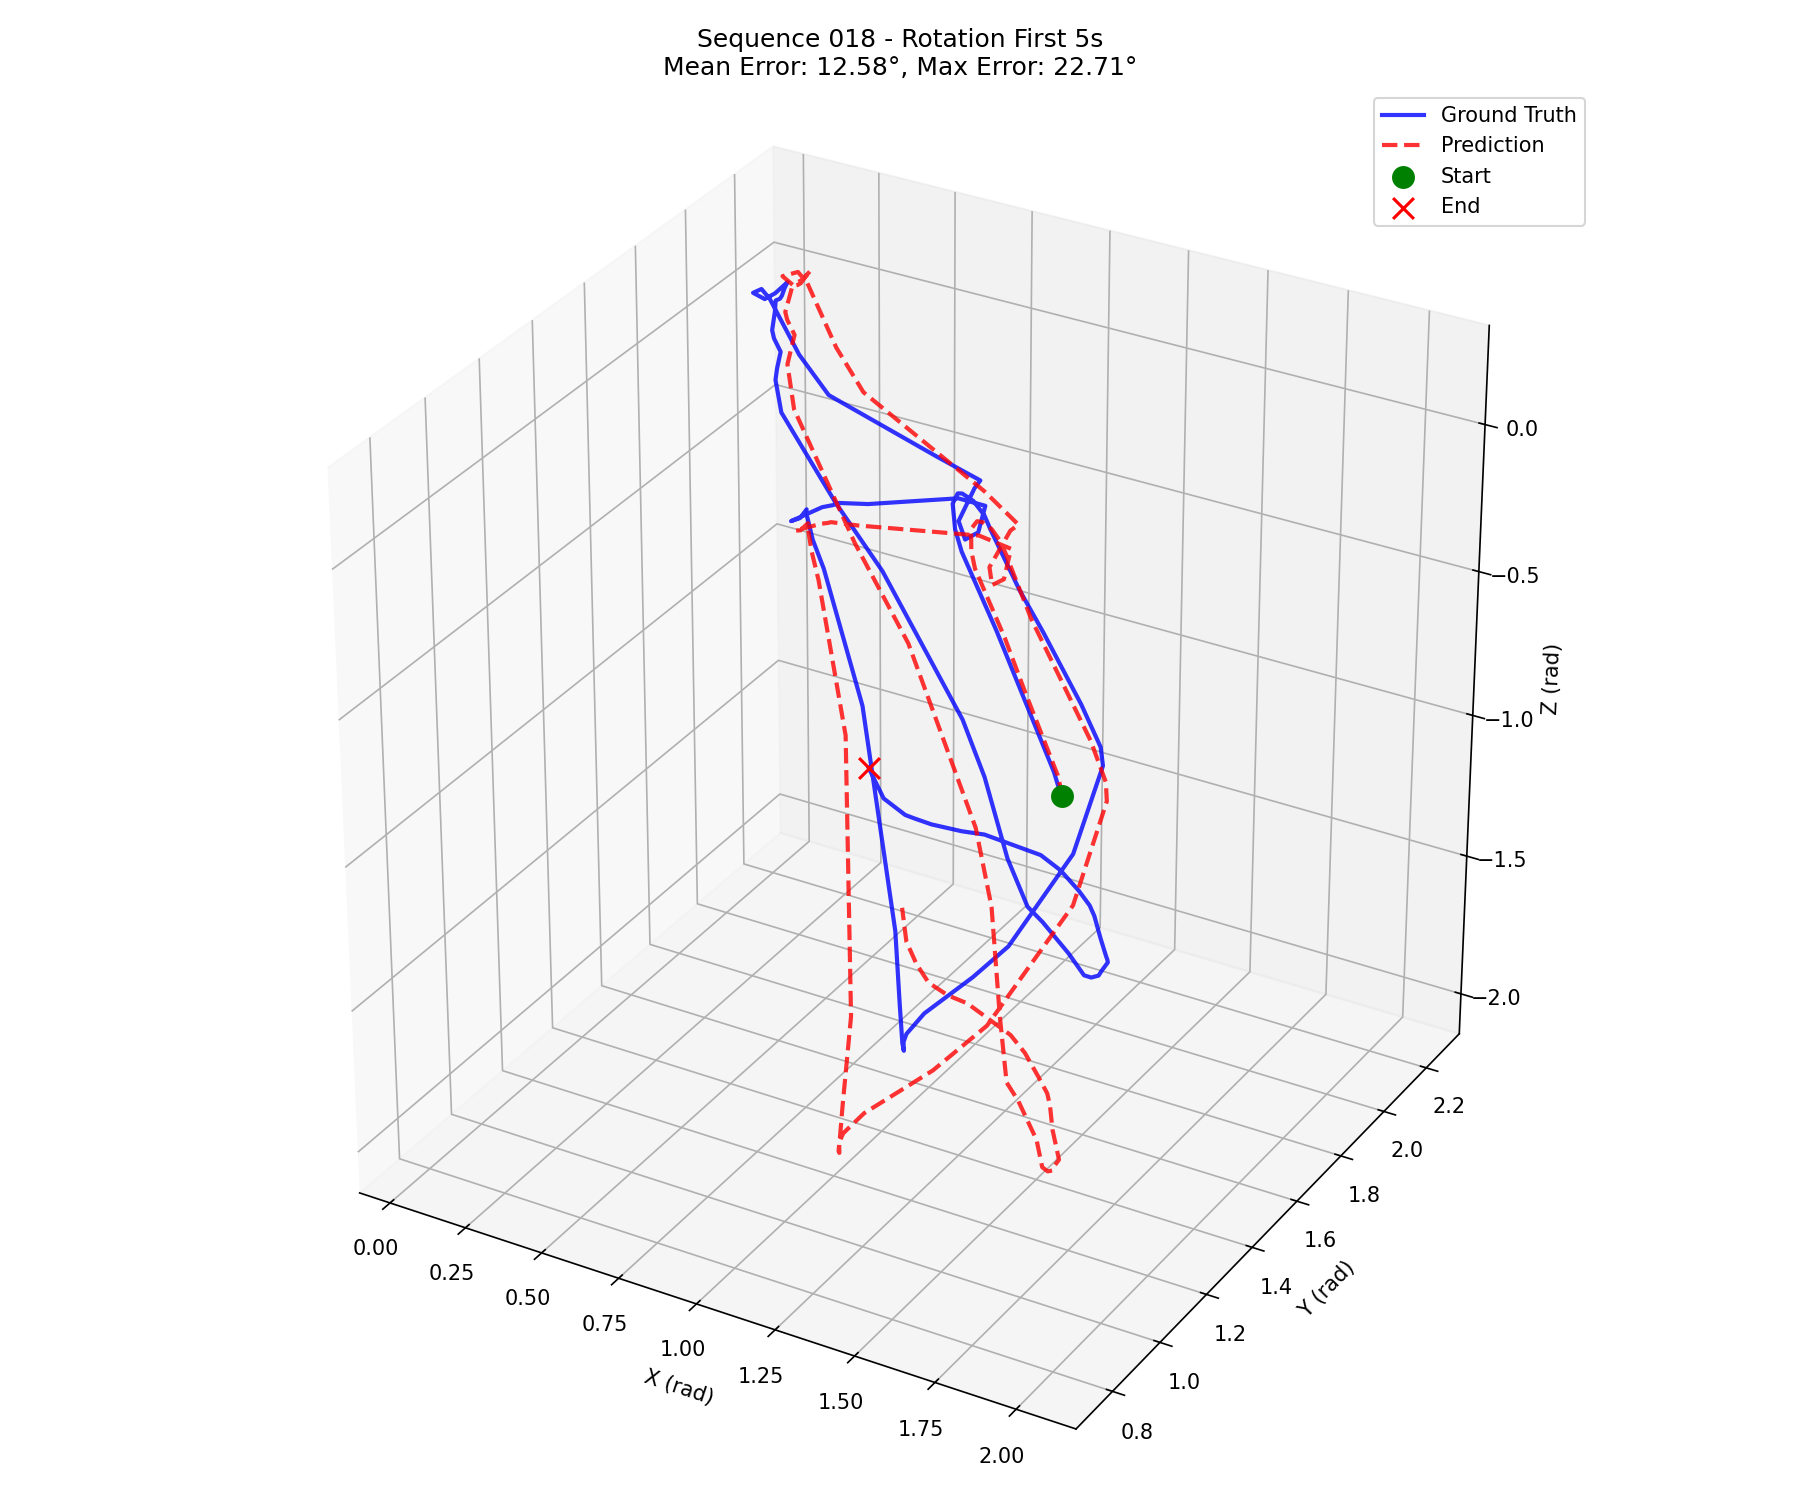 Sequence 018 - Rotation First 5s
Mean Error: 12.58°, Max Error: 22.71°
Ground Truth
Prediction
Start
End
0.0
−0.5
−1.0
−1.5
−2.0
Z (rad)
2.2
2.0
1.8
1.6
1.4
1.2
1.0
0.8
Y (rad)
0.00
0.25
0.50
0.75
1.00
1.25
1.50
1.75
2.00
X (rad)